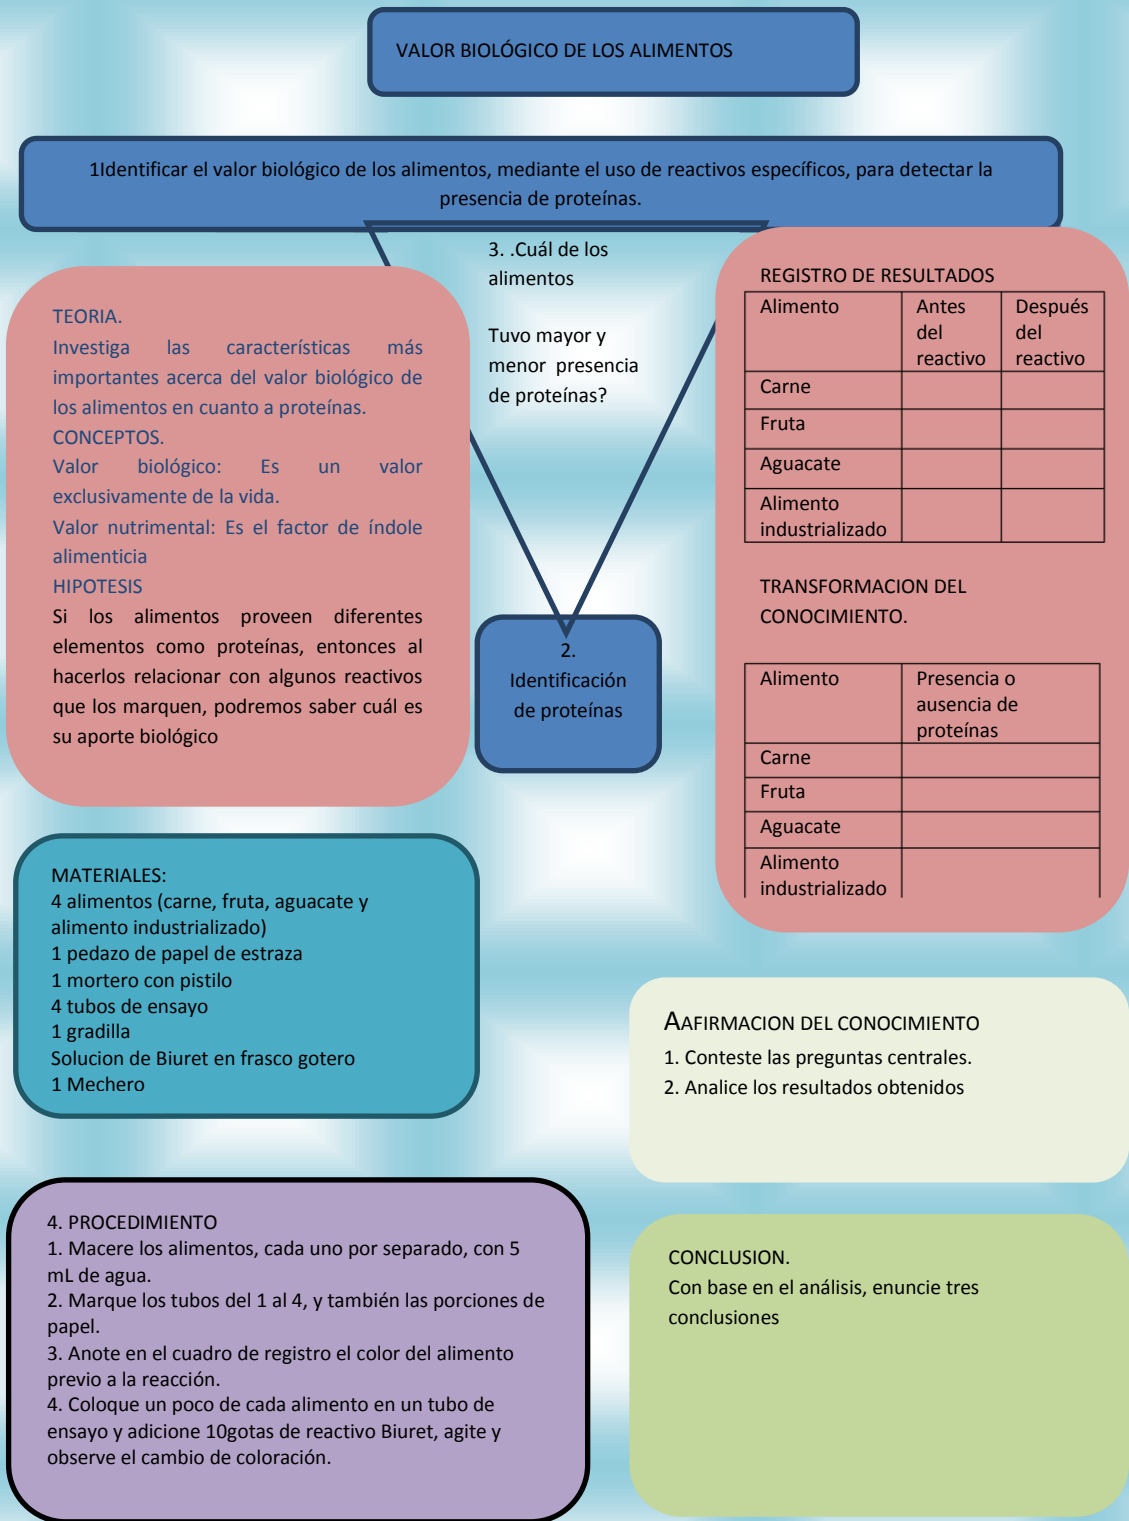 VALOR BIOLÓGICO DE LOS ALIMENTOS
1Identificar el valor biológico de los alimentos, mediante el uso de reactivos específicos, para detectar la
presencia de proteínas.
TEORIA.
Investiga las características más
importantes acerca del valor biológico de
los alimentos en cuanto a proteínas.
CONCEPTOS.
Valor biológico: Es un valor
exclusivamente de la vida.
Valor nutrimental: Es el factor de índole
alimenticia
HIPOTESIS
Si los alimentos proveen diferentes
elementos como proteínas, entonces al
hacerlos relacionar con algunos reactivos
que los marquen, podremos saber cuál es
su aporte biológico
3. .Cuál de los
alimentos
Tuvo mayor y
menor presencia
de proteínas?
2.
Identificación
de proteínas
REGISTRO DE RESULTADOS
Alimento Antes Después
del del
reactivo reactivo
Carne
Fruta
Aguacate
Alimento
industrializado
TRANSFORMACION DEL
CONOCIMIENTO.
Alimento Presencia o
ausencia de
proteínas
Carne
Fruta
Aguacate
Alimento
industrializado
MATERIALES:
4 alimentos (carne, fruta, aguacate y
alimento industrializado)
1 pedazo de papel de estraza
1 mortero con pistilo
4 tubos de ensayo
1 gradilla
Solucion de Biuret en frasco gotero
1 Mechero
AAFIRMACION DEL CONOCIMIENTO
1. Conteste las preguntas centrales.
2. Analice los resultados obtenidos
4. PROCEDIMIENTO
1. Macere los alimentos, cada uno por separado, con 5
mL de agua.
2. Marque los tubos del 1 al 4, y también las porciones de
papel.
3. Anote en el cuadro de registro el color del alimento
previo a la reacción.
4. Coloque un poco de cada alimento en un tubo de
ensayo y adicione 10gotas de reactivo Biuret, agite y
observe el cambio de coloración.
CONCLUSION.
Con base en el análisis, enuncie tres
conclusiones